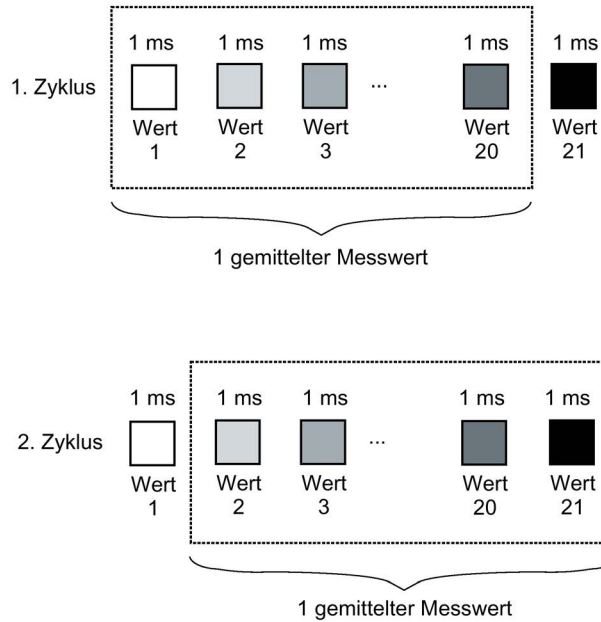 1 ms 1 ms 1 ms 1 ms 1 ms
1. Zyklus ...
Wert Wert Wert Wert Wert
1 2 3 20 21
1 gemittelter Messwert
1 ms 1 ms 1 ms 1 ms 1 ms
2. Zyklus ...
Wert Wert Wert Wert Wert
1 2 3 20 21
1 gemittelter Messwert